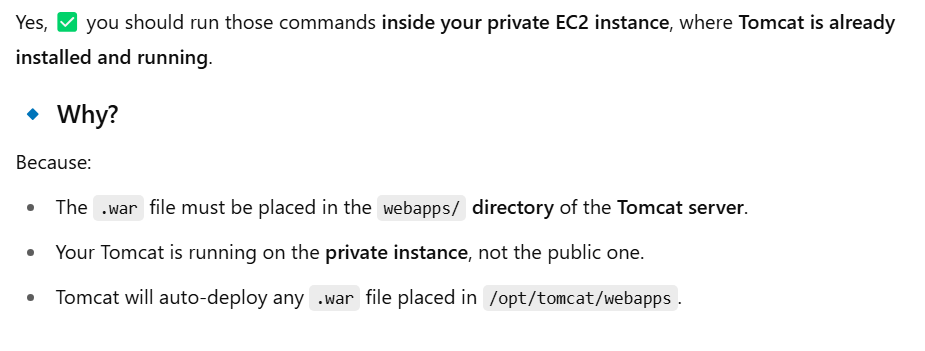 Yes, ✅ you should run those commands inside your private EC2 instance, where Tomcat is already
installed and running.
🔹 Why?
Because:
• The .war file must be placed in the webapps/ directory of the Tomcat server.
• Your Tomcat is running on the private instance, not the public one.
• Tomcat will auto-deploy any .war file placed in /opt/tomcat/webapps.